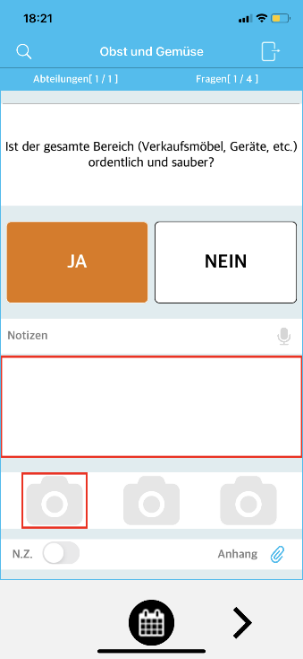 18:21
Obst und Gemüse
Abteilungen[ 1 / 1 ] Fragen[ 1 / 4 ]
Ist der gesamte Bereich (Verkaufsmöbel, Geräte, etc.)
ordentlich und sauber?
JA NEIN
Notizen
N.Z. Anhang